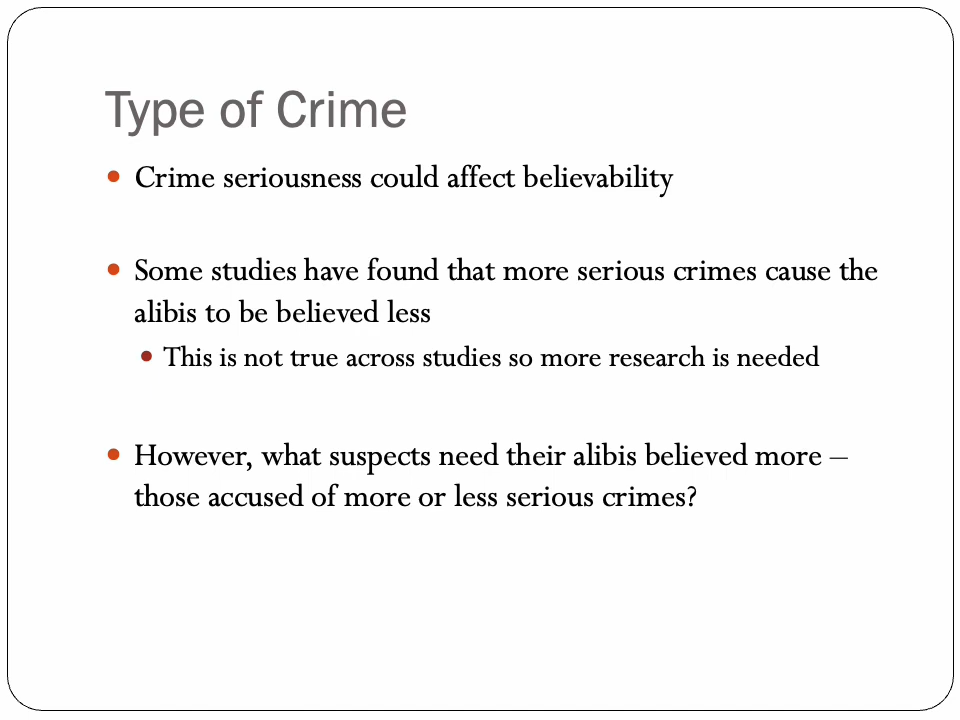 Type of Crime
Crime seriousness could affect believability
Some studies have found that more serious crimes cause the
alibis to be believed less
This is not true across studies so more research is needed
However, what suspects need their alibis believed more –
those accused of more or less serious crimes?